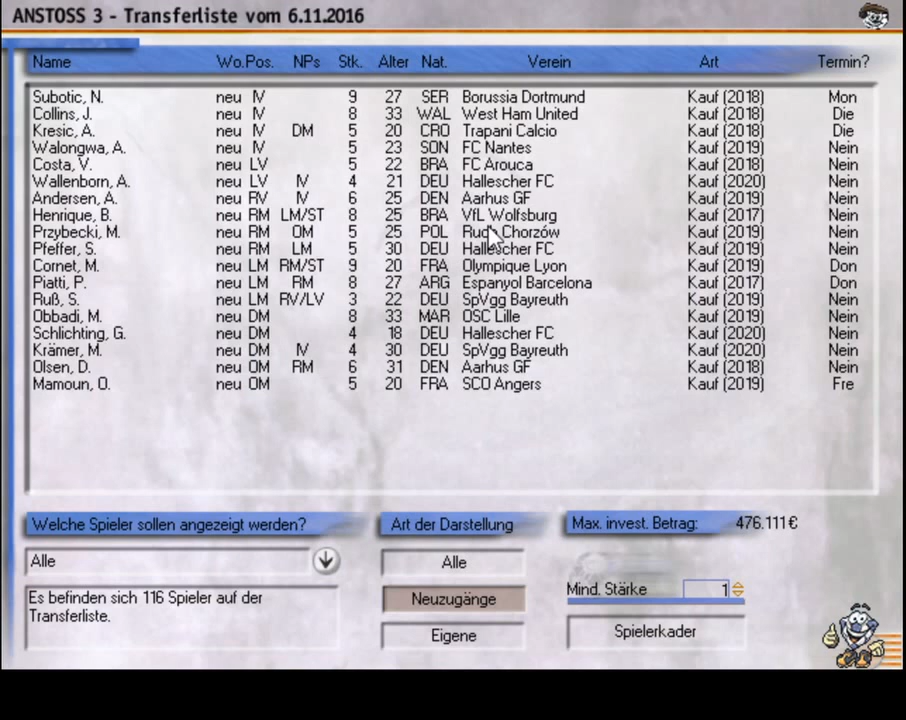 ANSTOSS 3 - Transferliste vom 6.11.2016
Name Wo. Pos. NPs Stk. Alter Nat. Verein Art Termin?
Subotic, N. neu IV 9 27 SER Borussia Dortmund Kauf (2018) Mon
Collins, J. neu IV 8 33 WAL West Ham United Kauf (2018) Die
Kresic, A. neu IV DM 5 20 CRO Trapani Calcio Kauf (2018) Die
Walongwa, A. neu IV 5 23 SON FC Nantes Kauf (2019) Nein
Costa, V. neu LV 5 22 BRA FC Arouca Kauf (2019) Nein
Wallenborn, A. neu LV IV 4 21 DEU Hallescher FC Kauf (2020) Nein
Andersen, A. neu RV IV 6 25 DEN Aarhus GF Kauf (2019) Nein
Henrique, B. neu RM LM/ST 8 25 BRA VfL Wolfsburg Kauf (2017) Nein
Przybecki, M. neu RM OM 5 25 POL Ruch Chorzów Kauf (2019) Nein
Pfeffer, S. neu RM LM 5 30 DEU Hallescher FC Kauf (2019) Nein
Cornet, M. neu LM RM/ST 9 20 FRA Olympique Lyon Kauf (2019) Don
Piatti, P. neu LM RM 8 27 ARG Espanyol Barcelona Kauf (2017) Don
Ruß, S. neu LM RV/LV 3 22 DEU SpVgg Bayreuth Kauf (2019) Nein
Obbadi, M. neu DM 8 33 MAR OSC Lille Kauf (2019) Nein
Schlichting, G. neu DM 4 18 DEU Hallescher FC Kauf (2020) Nein
Krämer, M. neu DM IV 4 30 DEU SpVgg Bayreuth Kauf (2020) Nein
Olsen, D. neu OM RM 6 31 DEN Aarhus GF Kauf (2019) Nein
Mamoun, O. neu OM 5 20 FRA SCO Angers Kauf (2019) Fre
Welche Spieler sollen angezeigt werden? Art der Darstellung Max. invest. Betrag: 476.111 €
Alle
Alle
Mind. Stärke 1
Es befinden sich 116 Spieler auf der
Transferliste.
Neuzugänge
Eigene
Spielerkader